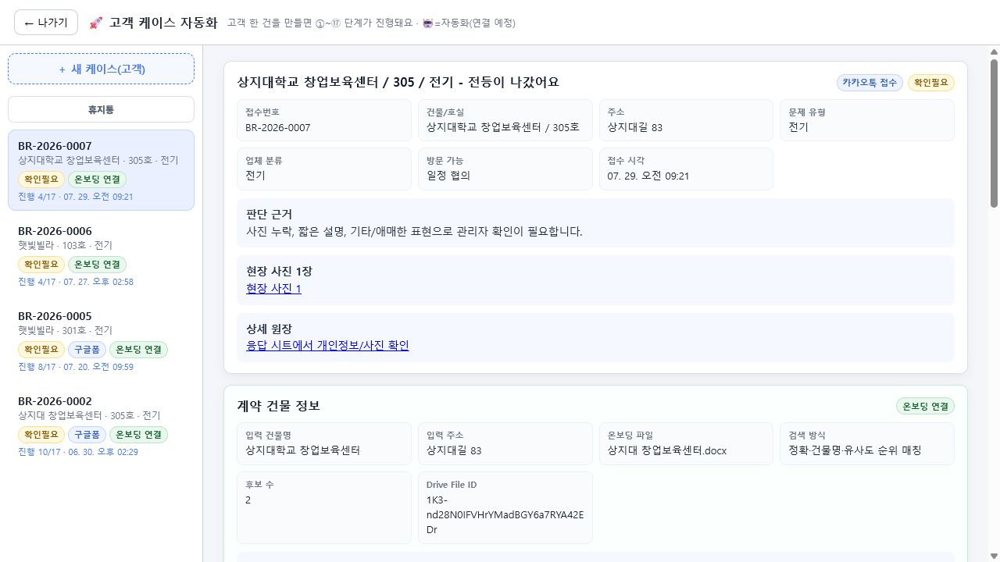 ← 나가기
🚀 고객 케이스 자동화
고객 한 건을 만들면 ①~⑰ 단계가 진행돼요 · 🤖=자동화(연결 예정)
+ 새 케이스(고객)
휴지통
BR-2026-0007
상지대학교 창업보육센터 · 305호 · 전기
확인필요
온보딩 연결
진행 4/17 · 07. 29. 오전 09:21
BR-2026-0006
햇빛빌라 · 103호 · 전기
확인필요
온보딩 연결
진행 4/17 · 07. 27. 오후 02:58
BR-2026-0005
햇빛빌라 · 301호 · 전기
확인필요
구글폼
온보딩 연결
진행 8/17 · 07. 20. 오전 09:59
BR-2026-0002
상지대 창업보육센터 · 305호 · 전기
확인필요
구글폼
온보딩 연결
진행 10/17 · 06. 30. 오후 02:29
상지대학교 창업보육센터 / 305 / 전기 - 전등이 나갔어요
카카오톡 접수
확인필요
접수번호
BR-2026-0007
건물/호실
상지대학교 창업보육센터 / 305호
주소
상지대길 83
문제 유형
전기
업체 분류
전기
방문 가능
일정 협의
접수 시각
07. 29. 오전 09:21
판단 근거
사진 누락, 짧은 설명, 기타/애매한 표현으로 관리자 확인이 필요합니다.
현장 사진 1장
현장 사진 1
상세 원장
응답 시트에서 개인정보/사진 확인
계약 건물 정보
온보딩 연결
입력 건물명
상지대학교 창업보육센터
입력 주소
상지대길 83
온보딩 파일
상지대 창업보육센터.docx
검색 방식
정확·건물명·유사도 순위 매칭
후보 수
2
Drive File ID
1K3-
nd28N0IFVHrYMadBGY6a7RYA42E
Dr